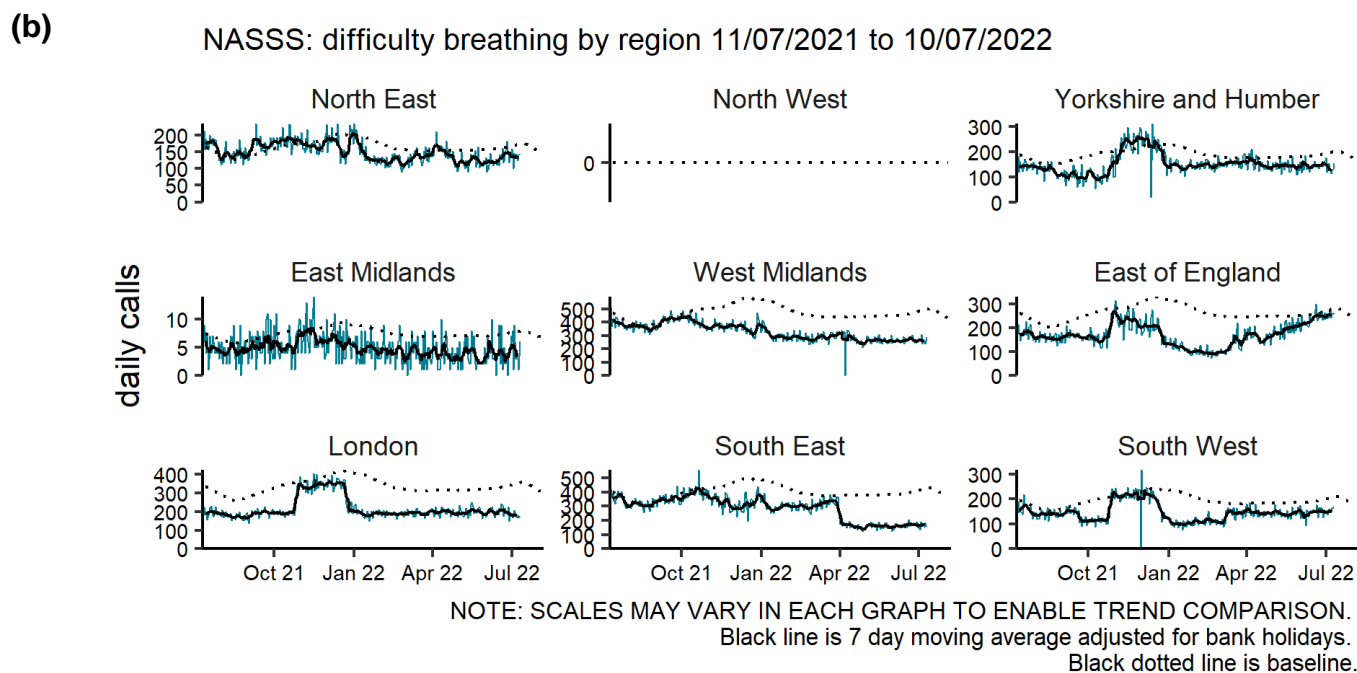 (b)
NASSS: difficulty breathing by region 11/07/2021 to 10/07/2022
North East
200
150
100
50
0
North West
0
Yorkshire and Humber
300
200
100
0
daily calls
East Midlands
10
5
0
West Midlands
500
400
300
200
100
0
East of England
300
200
100
0
London
400
300
200
100
0
Oct 21 Jan 22 Apr 22 Jul 22
South East
500
400
300
200
100
0
Oct 21 Jan 22 Apr 22 Jul 22
South West
300
200
100
0
Oct 21 Jan 22 Apr 22 Jul 22
NOTE: SCALES MAY VARY IN EACH GRAPH TO ENABLE TREND COMPARISON.
Black line is 7 day moving average adjusted for bank holidays.
Black dotted line is baseline.